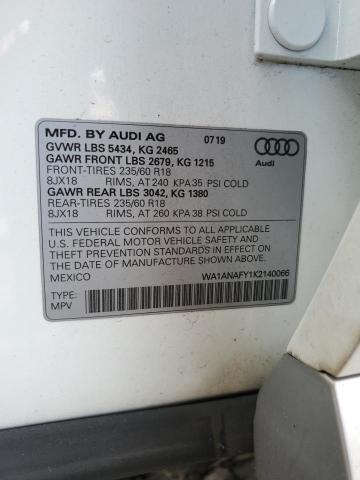 MFD. BY AUDI AG 07 19
GVWR LBS 5434, KG 2465
GAWR FRONT LBS 2679, KG 1215
FRONT-TIRES 235/60 R18
8JX18 RIMS, AT 240 KPA 35 PSI COLD
GAWR REAR LBS 3042, KG 1380
REAR-TIRES 235/60 R18
8JX18 RIMS, AT 260 KPA 38 PSI COLD
Audi
THIS VEHICLE CONFORMS TO ALL APPLICABLE
U.S. FEDERAL MOTOR VEHICLE SAFETY AND
THEFT PREVENTION STANDARDS IN EFFECT ON
THE DATE OF MANUFACTURE SHOWN ABOVE.
MEXICO WA1ANAFY1K2140066
TYPE:
MPV